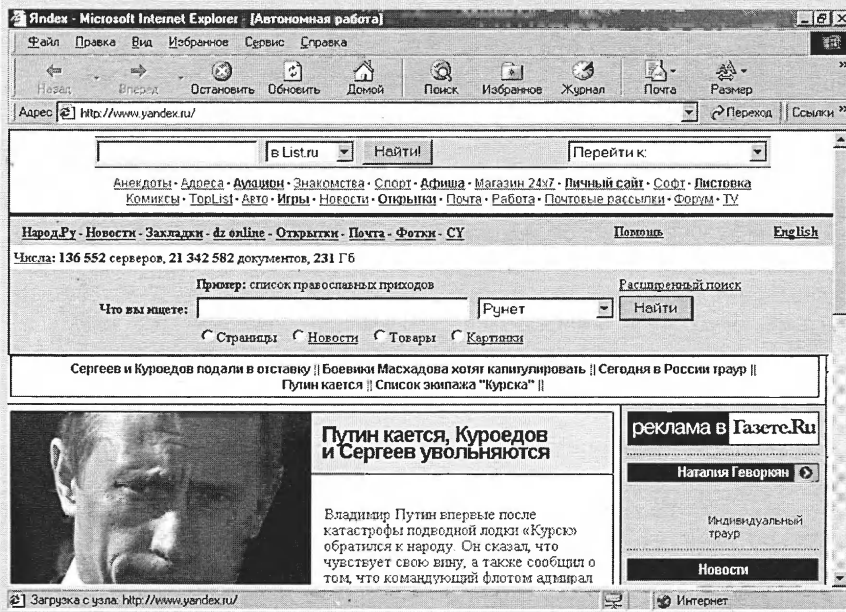 Яndex - Microsoft Internet Explorer - [Автономная работа]
Файл Правка Вид Избранное Сервис Справка
Назад Вперед Остановить Обновить Домой Поиск Избранное Журнал Почта Размер
Адрес http://www.yandex.ru/ Переход Ссылки
в List.ru Найти! Перейти к:
Анекдоты · Адреса · Аукцион · Знакомства · Спорт · Афиша · Магазин 24x7 · Личный сайт · Софт · Листовка
Комиксы · TopList · Авто · Игры · Новости · Открытки · Почта · Работа · Почтовые рассылки · Форум · TV
Народ.Ру - Новости - Закладки - dz online - Открытки - Почта - Фотки - CY Помощь English
Числа: 136 552 серверов, 21 342 582 документов, 231 Гб
Пример: список православных приходов Расширенный поиск
Что вы ищете: Рунет Найти
Страницы Новости Товары Картинки
Сергеев и Куроедов подали в отставку || Боевики Масхадова хотят капитулировать || Сегодня в России траур ||
Путин кается || Список экипажа "Курска" ||
Путин кается, Куроедов
и Сергеев увольняются
Владимир Путин впервые после
катастрофы подводной лодки «Курск»
обратился к народу. Он сказал, что
чувствует свою вину, а также сообщил о
том, что командующий флотом адмирал
реклама в Газете.Ru
Наталия Геворкян
Индивидуальный
траур
Новости
Загрузка с узла: http://www.yandex.ru/ Интернет